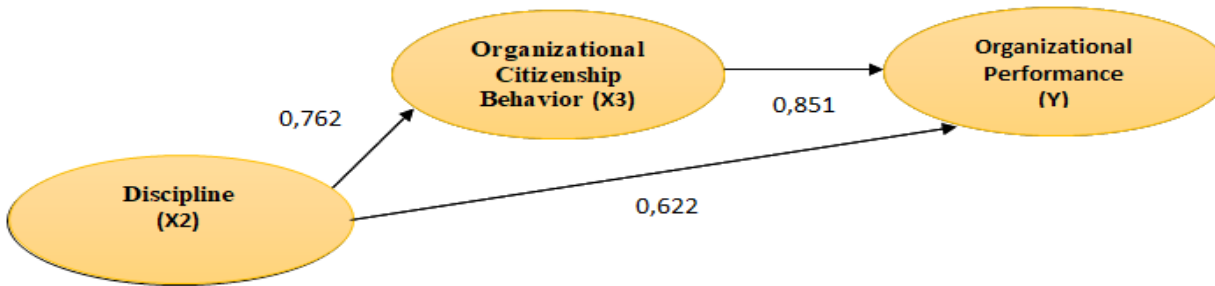 Organizational
Citizenship
Behavior (X3)
Organizational
Performance
(Y)
0,762
0,851
Discipline
(X2)
0,622